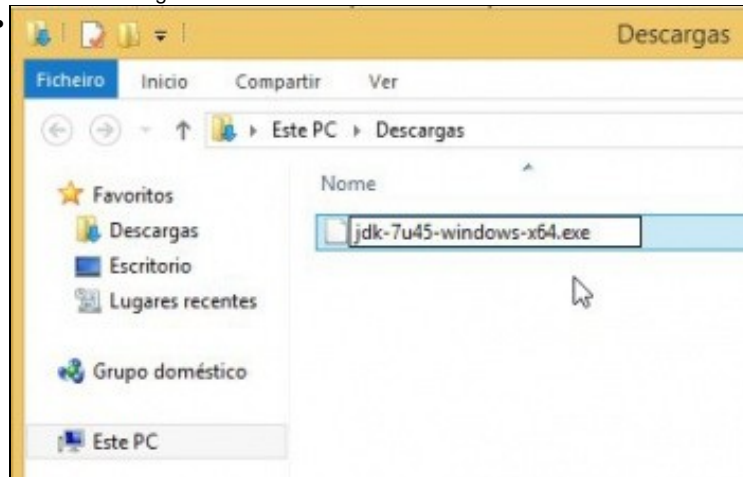 Descargas
Ficheiro Inicio Compartir Ver
Este PC Descargas
Nome
Favoritos
jdk-7u45-windows-x64.exe
Descargas
Escritorio
Lugares recentes
Grupo doméstico
Este PC